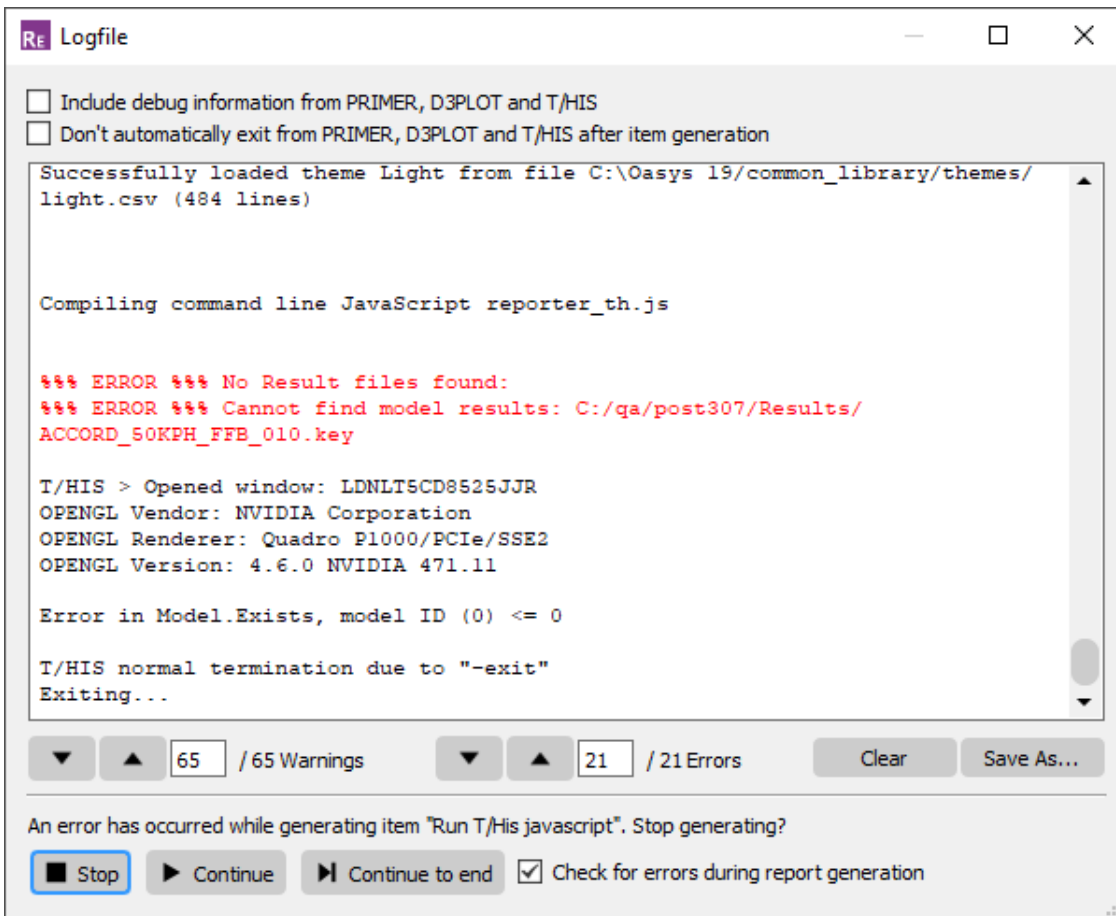 RE Logfile
Include debug information from PRIMER, D3PLOT and T/HIS
Don't automatically exit from PRIMER, D3PLOT and T/HIS after item generation
Successfully loaded theme Light from file C:\Oasys 19/common_library/themes/
light.csv (484 lines)
Compiling command line JavaScript reporter_th.js
%%% ERROR %%% No Result files found:
%%% ERROR %%% Cannot find model results: C:/qa/post307/Results/
ACCORD_50KPH_FFB_010.key
T/HIS > Opened window: LDNLT5CD8525JJR
OPENGL Vendor: NVIDIA Corporation
OPENGL Renderer: Quadro P1000/PCIe/SSE2
OPENGL Version: 4.6.0 NVIDIA 471.11
Error in Model.Exists, model ID (0) <= 0
T/HIS normal termination due to "-exit"
Exiting...
65 / 65 Warnings 21 / 21 Errors Clear Save As...
An error has occurred while generating item "Run T/His javascript". Stop generating?
Stop Continue Continue to end Check for errors during report generation